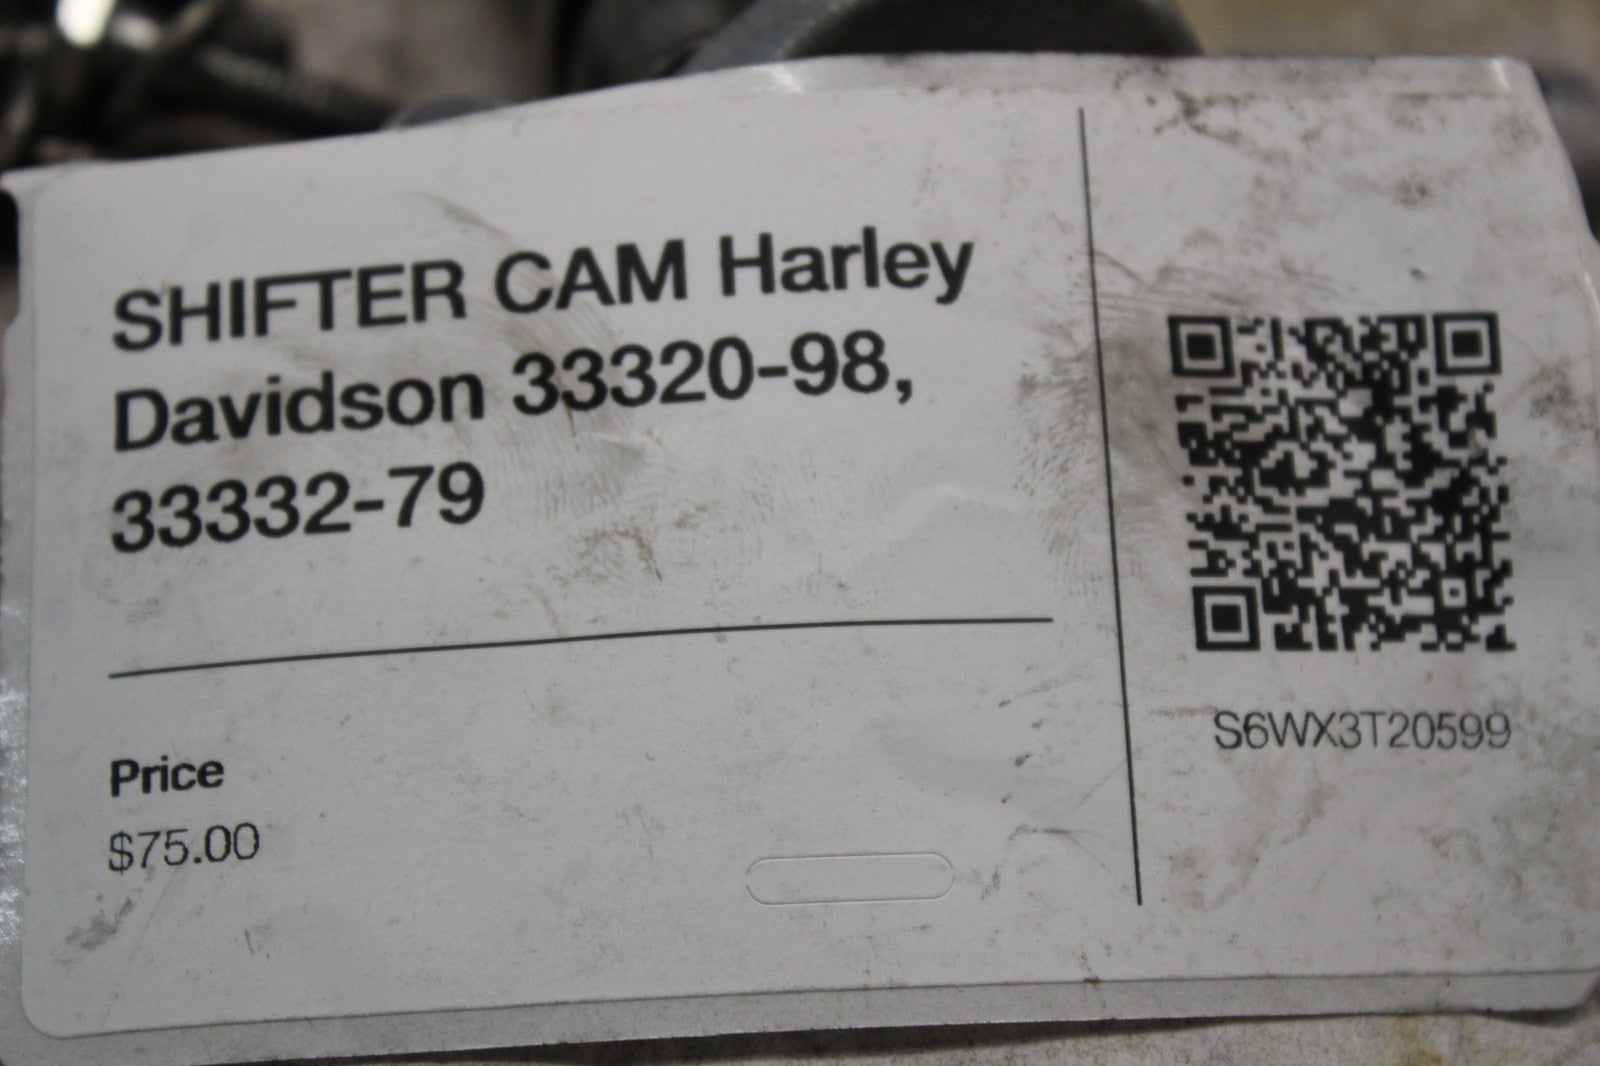 SHIFTER CAM Harley
Davidson 33320-98,
33332-79
Price
$75.00
S6WX3T20599